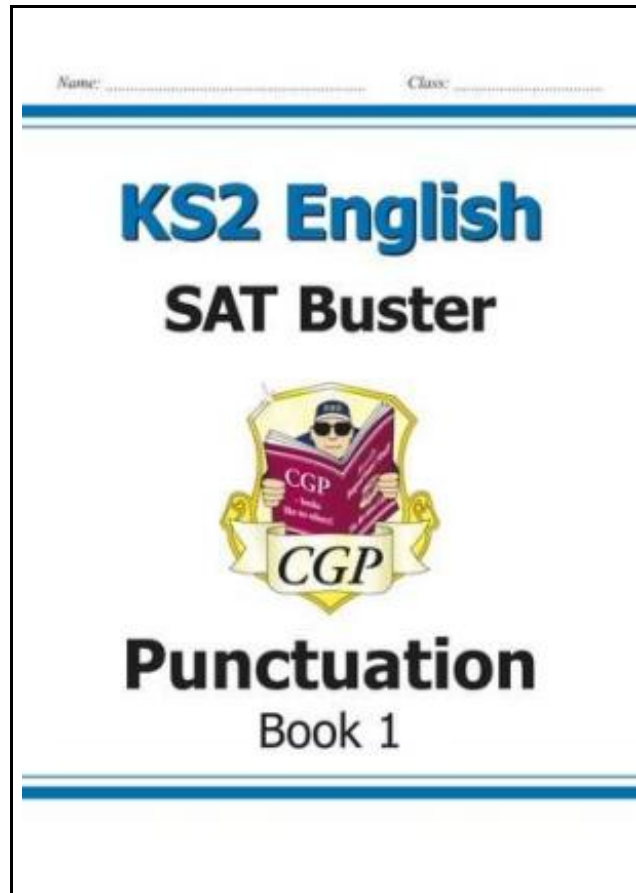 Name: Class:
KS2 English
SAT Buster
CGP
CGP
Punctuation
Book 1